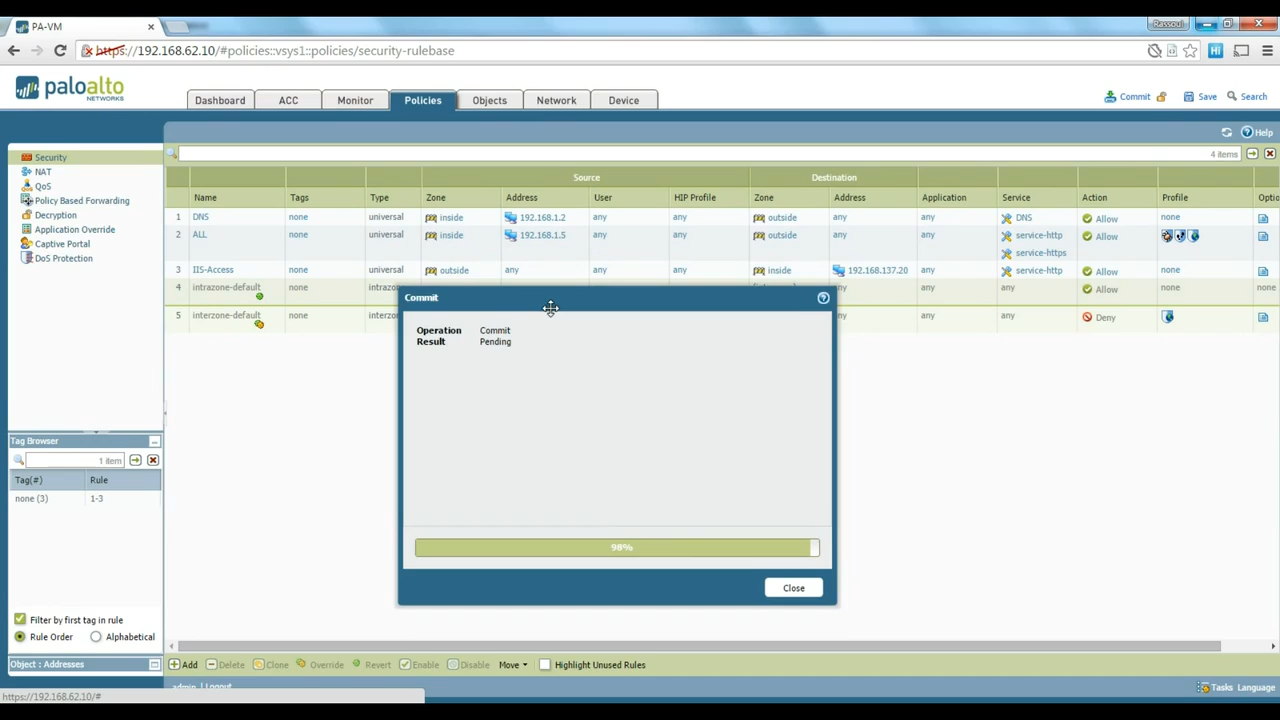 PA-VM
Rassoul
https://192.168.62.10/#policies::vsys1::policies/security-rulebase
paloalto
NETWORKS
Dashboard ACC Monitor Policies Objects Network Device
Commit Save Search
Help
4 items
Source Destination
Name Tags Type Zone Address User HIP Profile Zone Address Application Service Action Profile Optio
1 DNS none universal inside 192.168.1.2 any any outside any any DNS Allow none
2 ALL none universal inside 192.168.1.5 any any outside any any service-http Allow
service-https
3 IIS-Access none universal outside any any any inside 192.168.137.20 any service-http Allow none
4 intrazone-default none intrazo any any any Allow none none
5 interzone-default none interzo any any any Deny
Security
NAT
QoS
Policy Based Forwarding
Decryption
Application Override
Captive Portal
DoS Protection
Commit
Operation Commit
Result Pending
98%
Close
Tag Browser
1 item
Tag(#) Rule
none (3) 1-3
Filter by first tag in rule
Rule Order Alphabetical
Object : Addresses
Add Delete Clone Override Revert Enable Disable Move Highlight Unused Rules
admin | Logout
Tasks Language
https://192.168.62.10/#